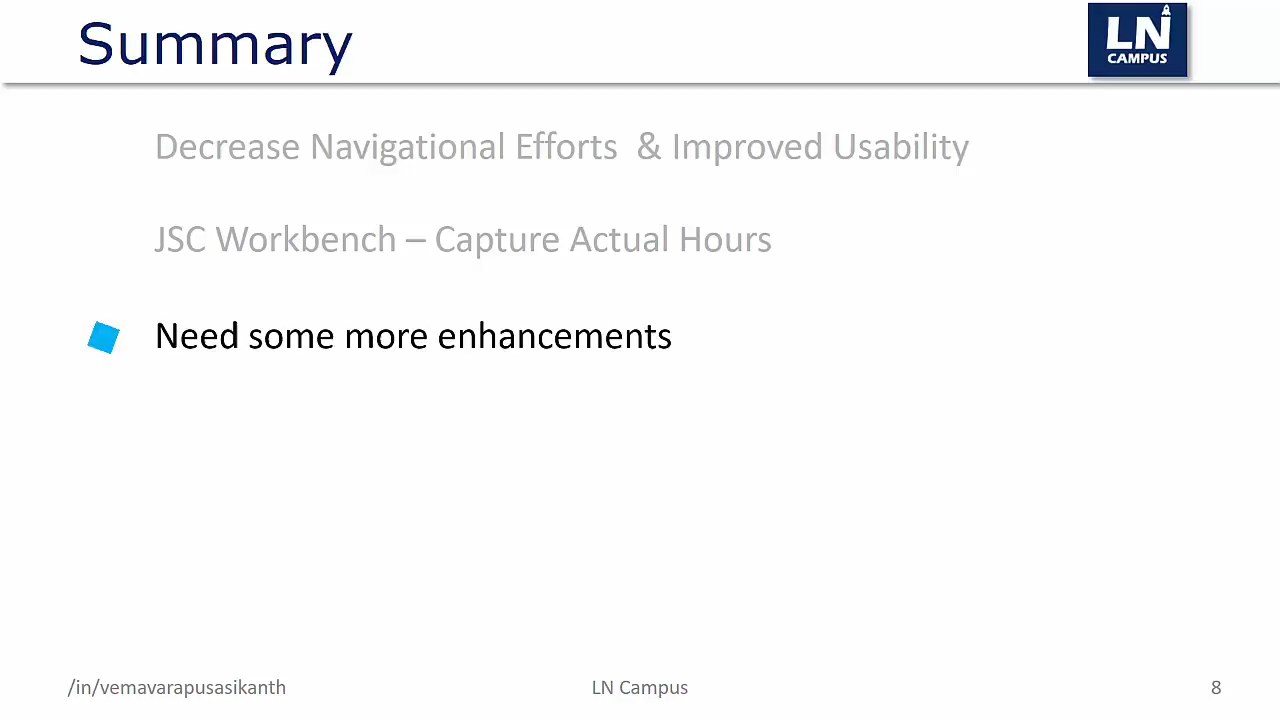 Summary
LN
CAMPUS
Decrease Navigational Efforts & Improved Usability
JSC Workbench – Capture Actual Hours
Need some more enhancements
/in/vemavarapusasikanth
LN Campus
8